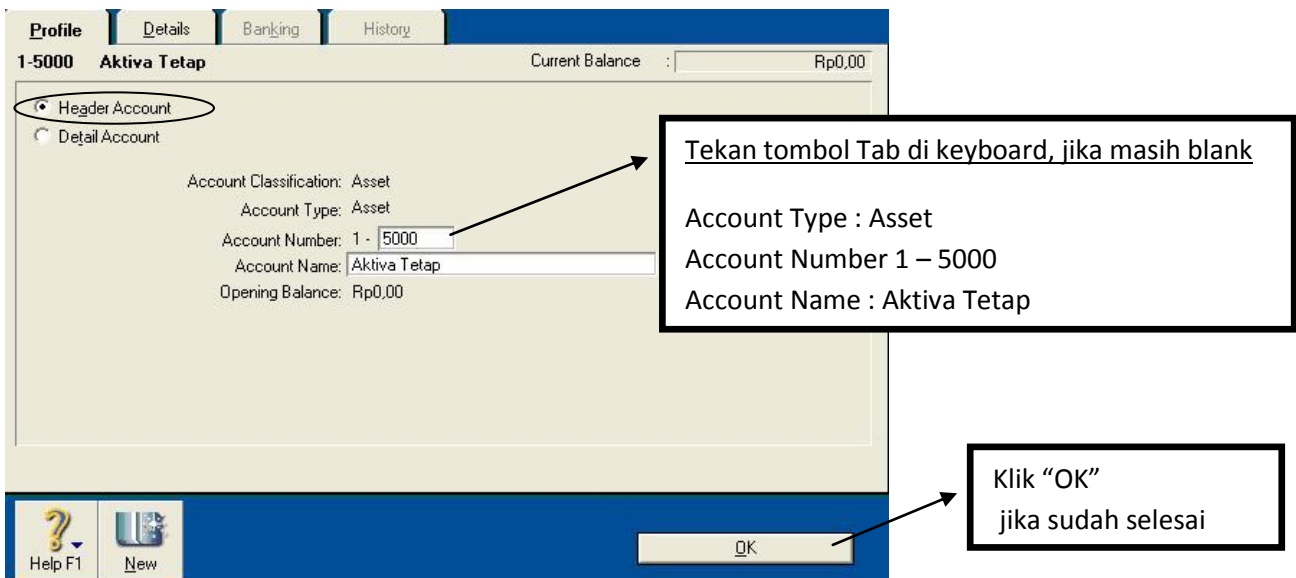 Profile Details Banking History
1-5000 Aktiva Tetap Current Balance : Rp0,00
Header Account
Detail Account
Account Classification: Asset
Account Type: Asset
Account Number: 1 - 5000
Account Name: Aktiva Tetap
Opening Balance: Rp0,00
Tekan tombol Tab di keyboard, jika masih blank
Account Type : Asset
Account Number 1 – 5000
Account Name : Aktiva Tetap
Klik “OK”
jika sudah selesai
Help F1 New OK